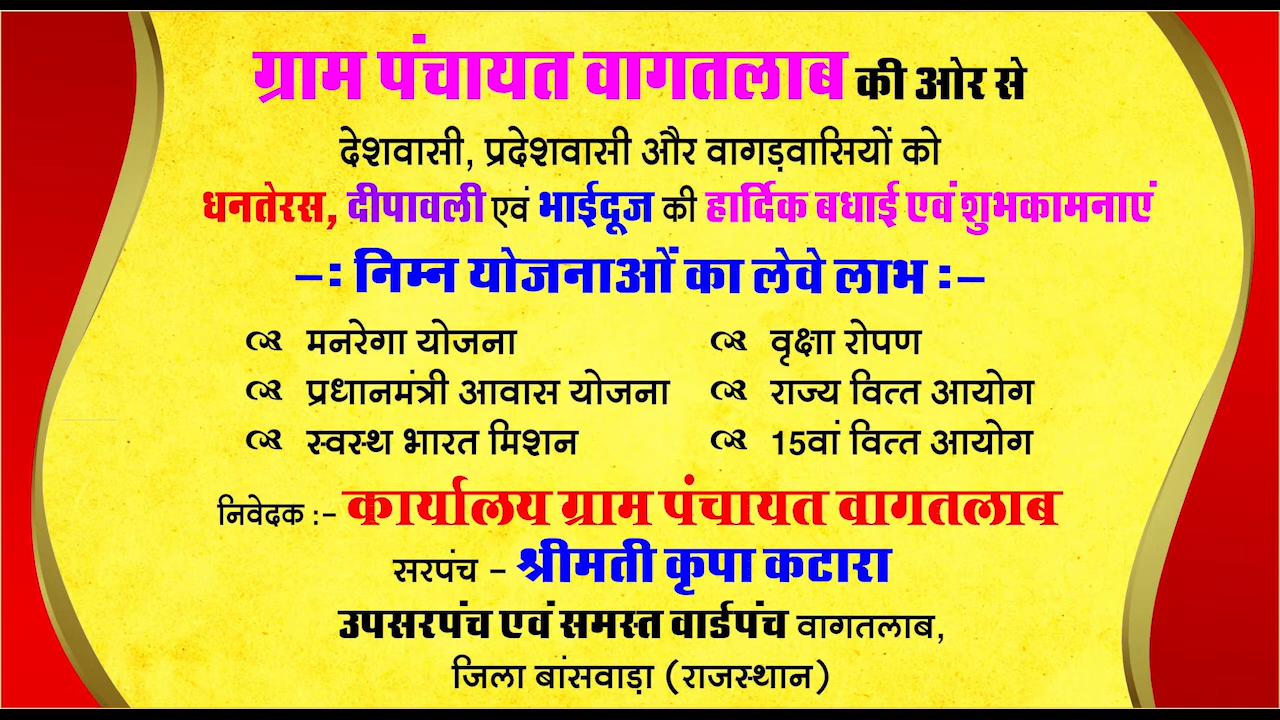 ग्राम पंचायत वागतलाब की ओर से
देशवासी, प्रदेशवासी और वागड़वासियों को
धनतेरस, दीपावली एवं भाईदूज की हार्दिक बधाई एवं शुभकामनाएं
-: निम्न योजनाओं का लेवे लाभ :-
मनरेगा योजना वृक्षा रोपण
प्रधानमंत्री आवास योजना राज्य वित्त आयोग
स्वस्थ भारत मिशन 15वां वित्त आयोग
निवेदक :- कार्यालय ग्राम पंचायत वागतलाब
सरपंच - श्रीमती कृपा कटारा
उपसरपंच एवं समस्त वार्डपंच वागतलाब,
जिला बांसवाड़ा (राजस्थान)